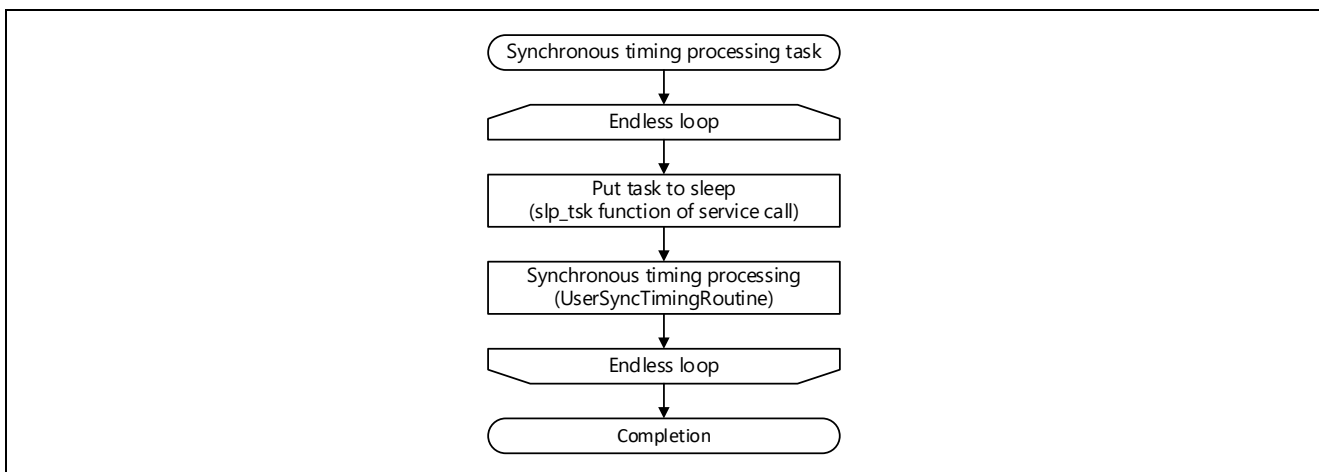 Synchronous timing processing task
Endless loop
Put task to sleep
(slp_tsk function of service call)
Synchronous timing processing
(UserSyncTimingRoutine)
Endless loop
Completion